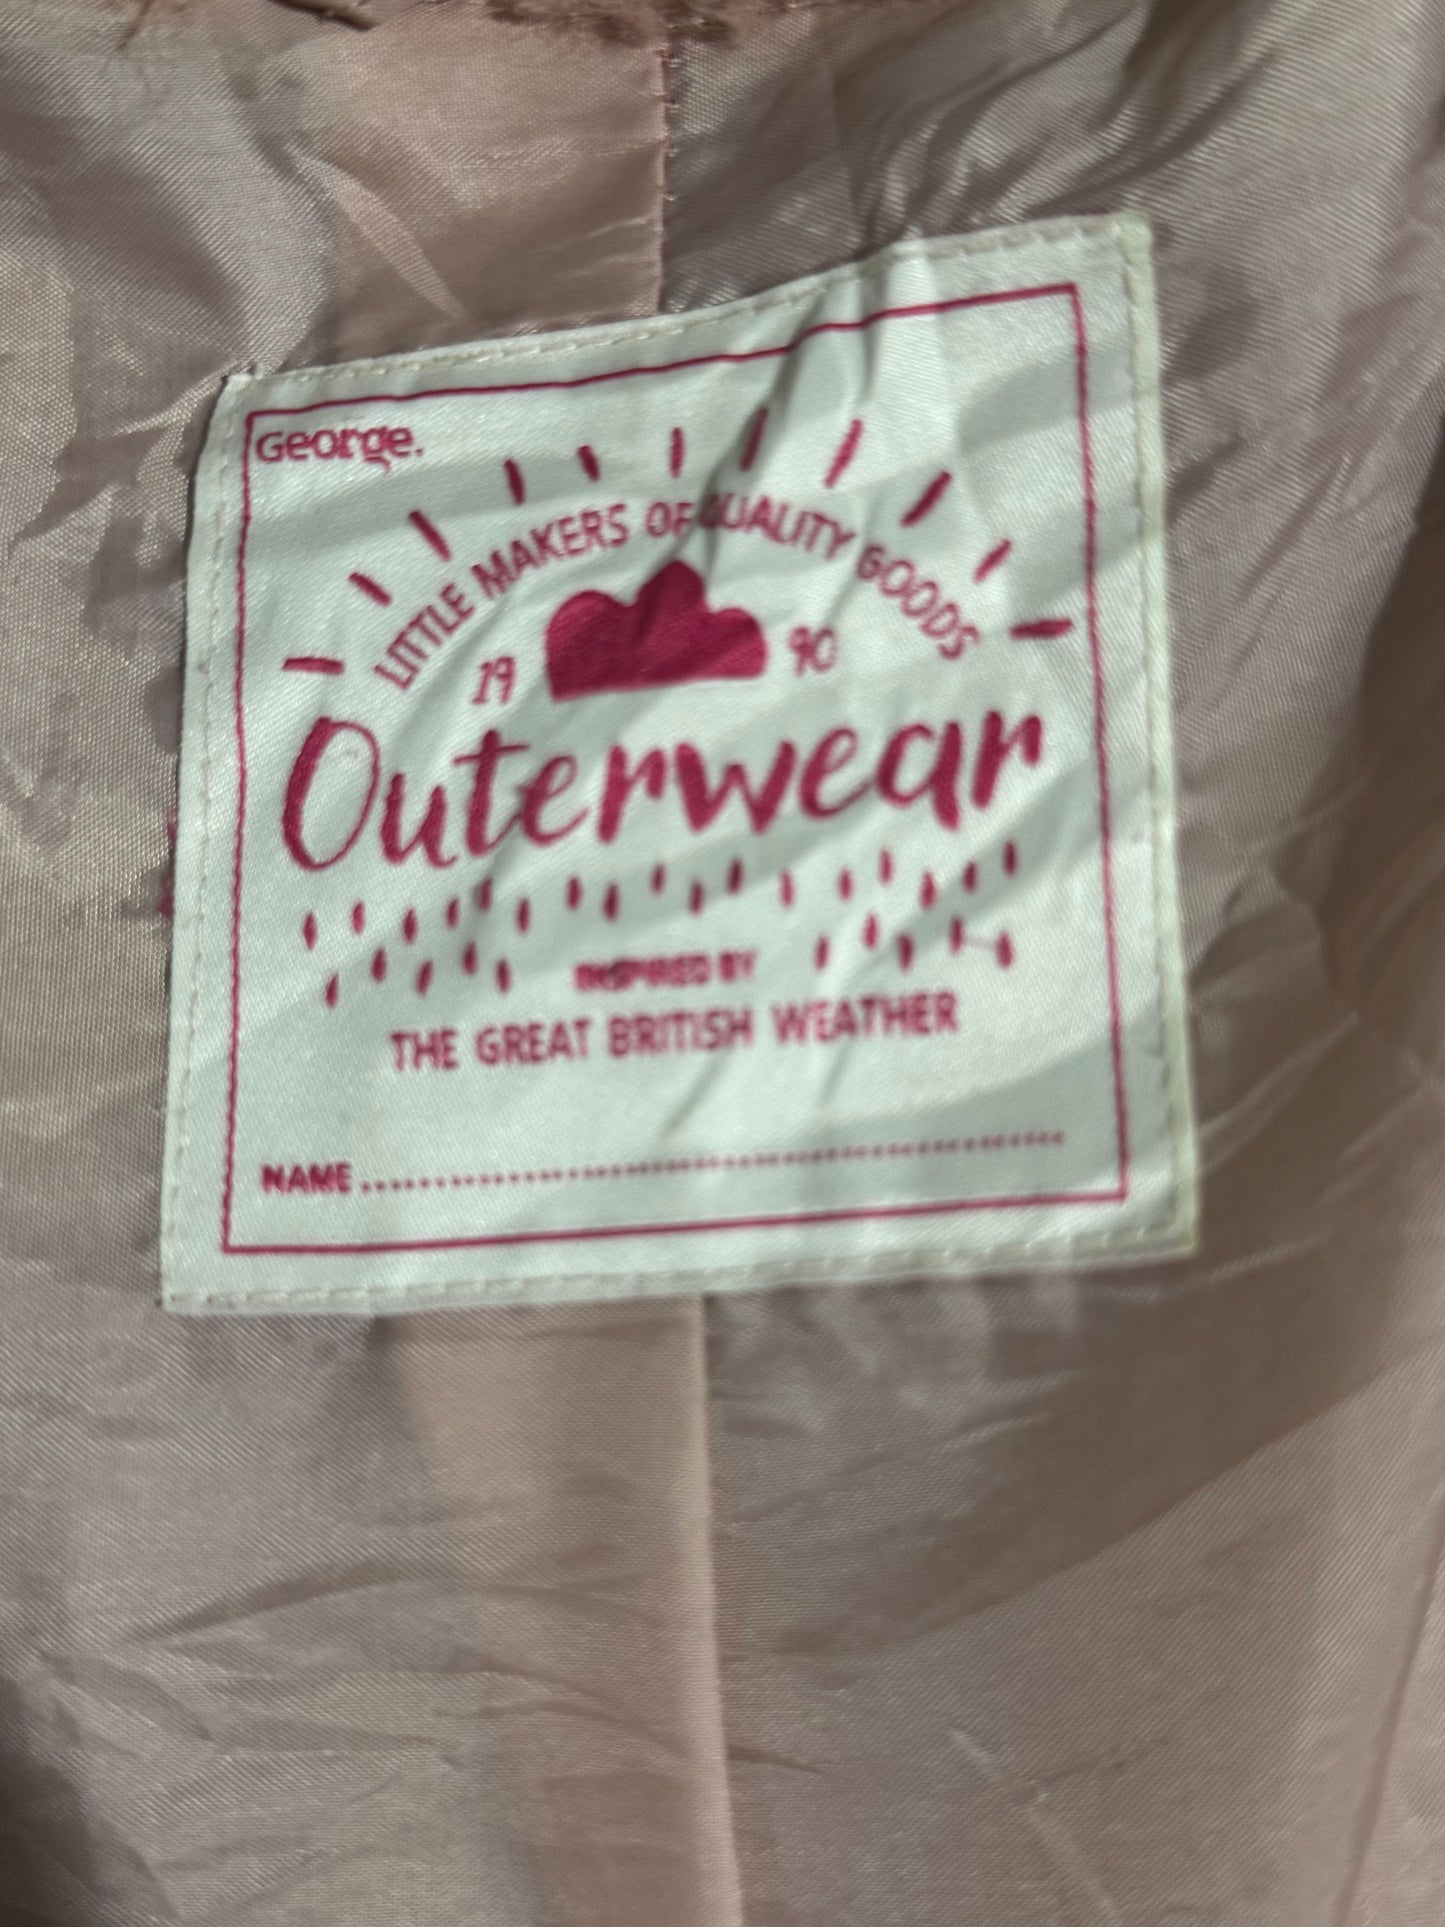 George.
LITTLE MAKERS OF QUALITY GOODS
19 90
Outerwear
INSPIRED BY
THE GREAT BRITISH WEATHER
NAME ................................................